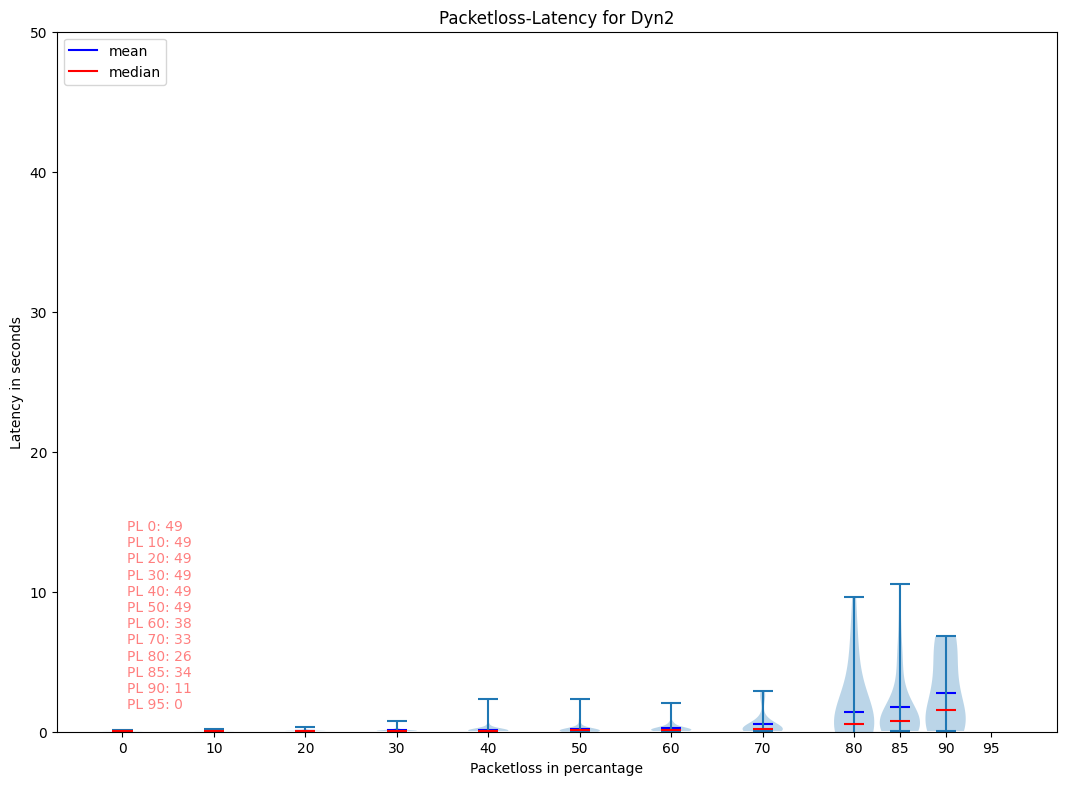 Packetloss-Latency for Dyn2
mean
median
50
40
30
20
10
0
Latency in seconds
PL 0: 49
PL 10: 49
PL 20: 49
PL 30: 49
PL 40: 49
PL 50: 49
PL 60: 38
PL 70: 33
PL 80: 26
PL 85: 34
PL 90: 11
PL 95: 0
0 10 20 30 40 50 60 70 80 85 90 95
Packetloss in percantage